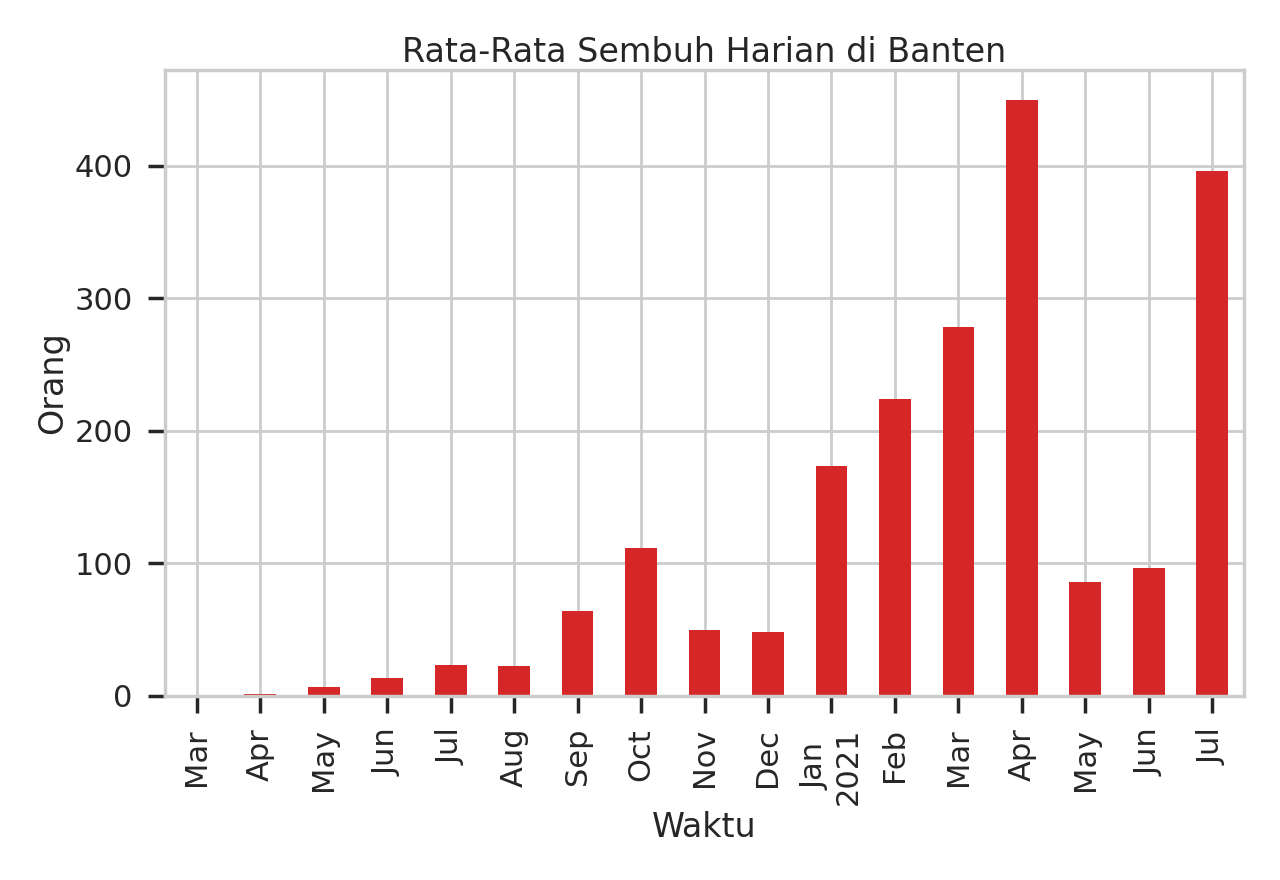 Rata-Rata Sembuh Harian di Banten
Orang
400
300
200
100
0
Mar
Apr
May
Jun
Jul
Aug
Sep
Oct
Nov
Dec
Jan
2021
Feb
Mar
Apr
May
Jun
Jul
Waktu